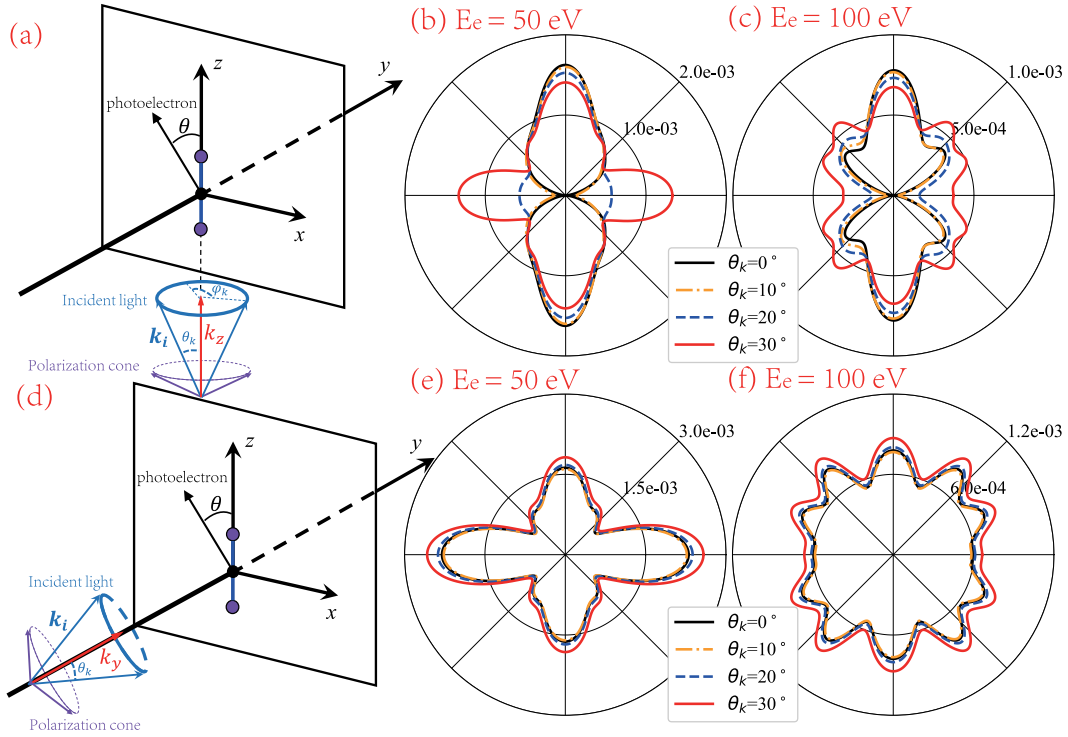 (a)
z
y
photoelectron
θ
x
Incident light
φk
ki
θk
kz
Polarization cone
(b) Ee = 50 eV
2.0e-03
1.0e-03
(c) Ee = 100 eV
1.0e-03
5.0e-04
θk=0°
θk=10°
θk=20°
θk=30°
(d)
z
y
photoelectron
θ
x
Incident light
ki
θk
ky
Polarization cone
(e) Ee = 50 eV
3.0e-03
1.5e-03
(f) Ee = 100 eV
1.2e-03
6.0e-04
θk=0°
θk=10°
θk=20°
θk=30°